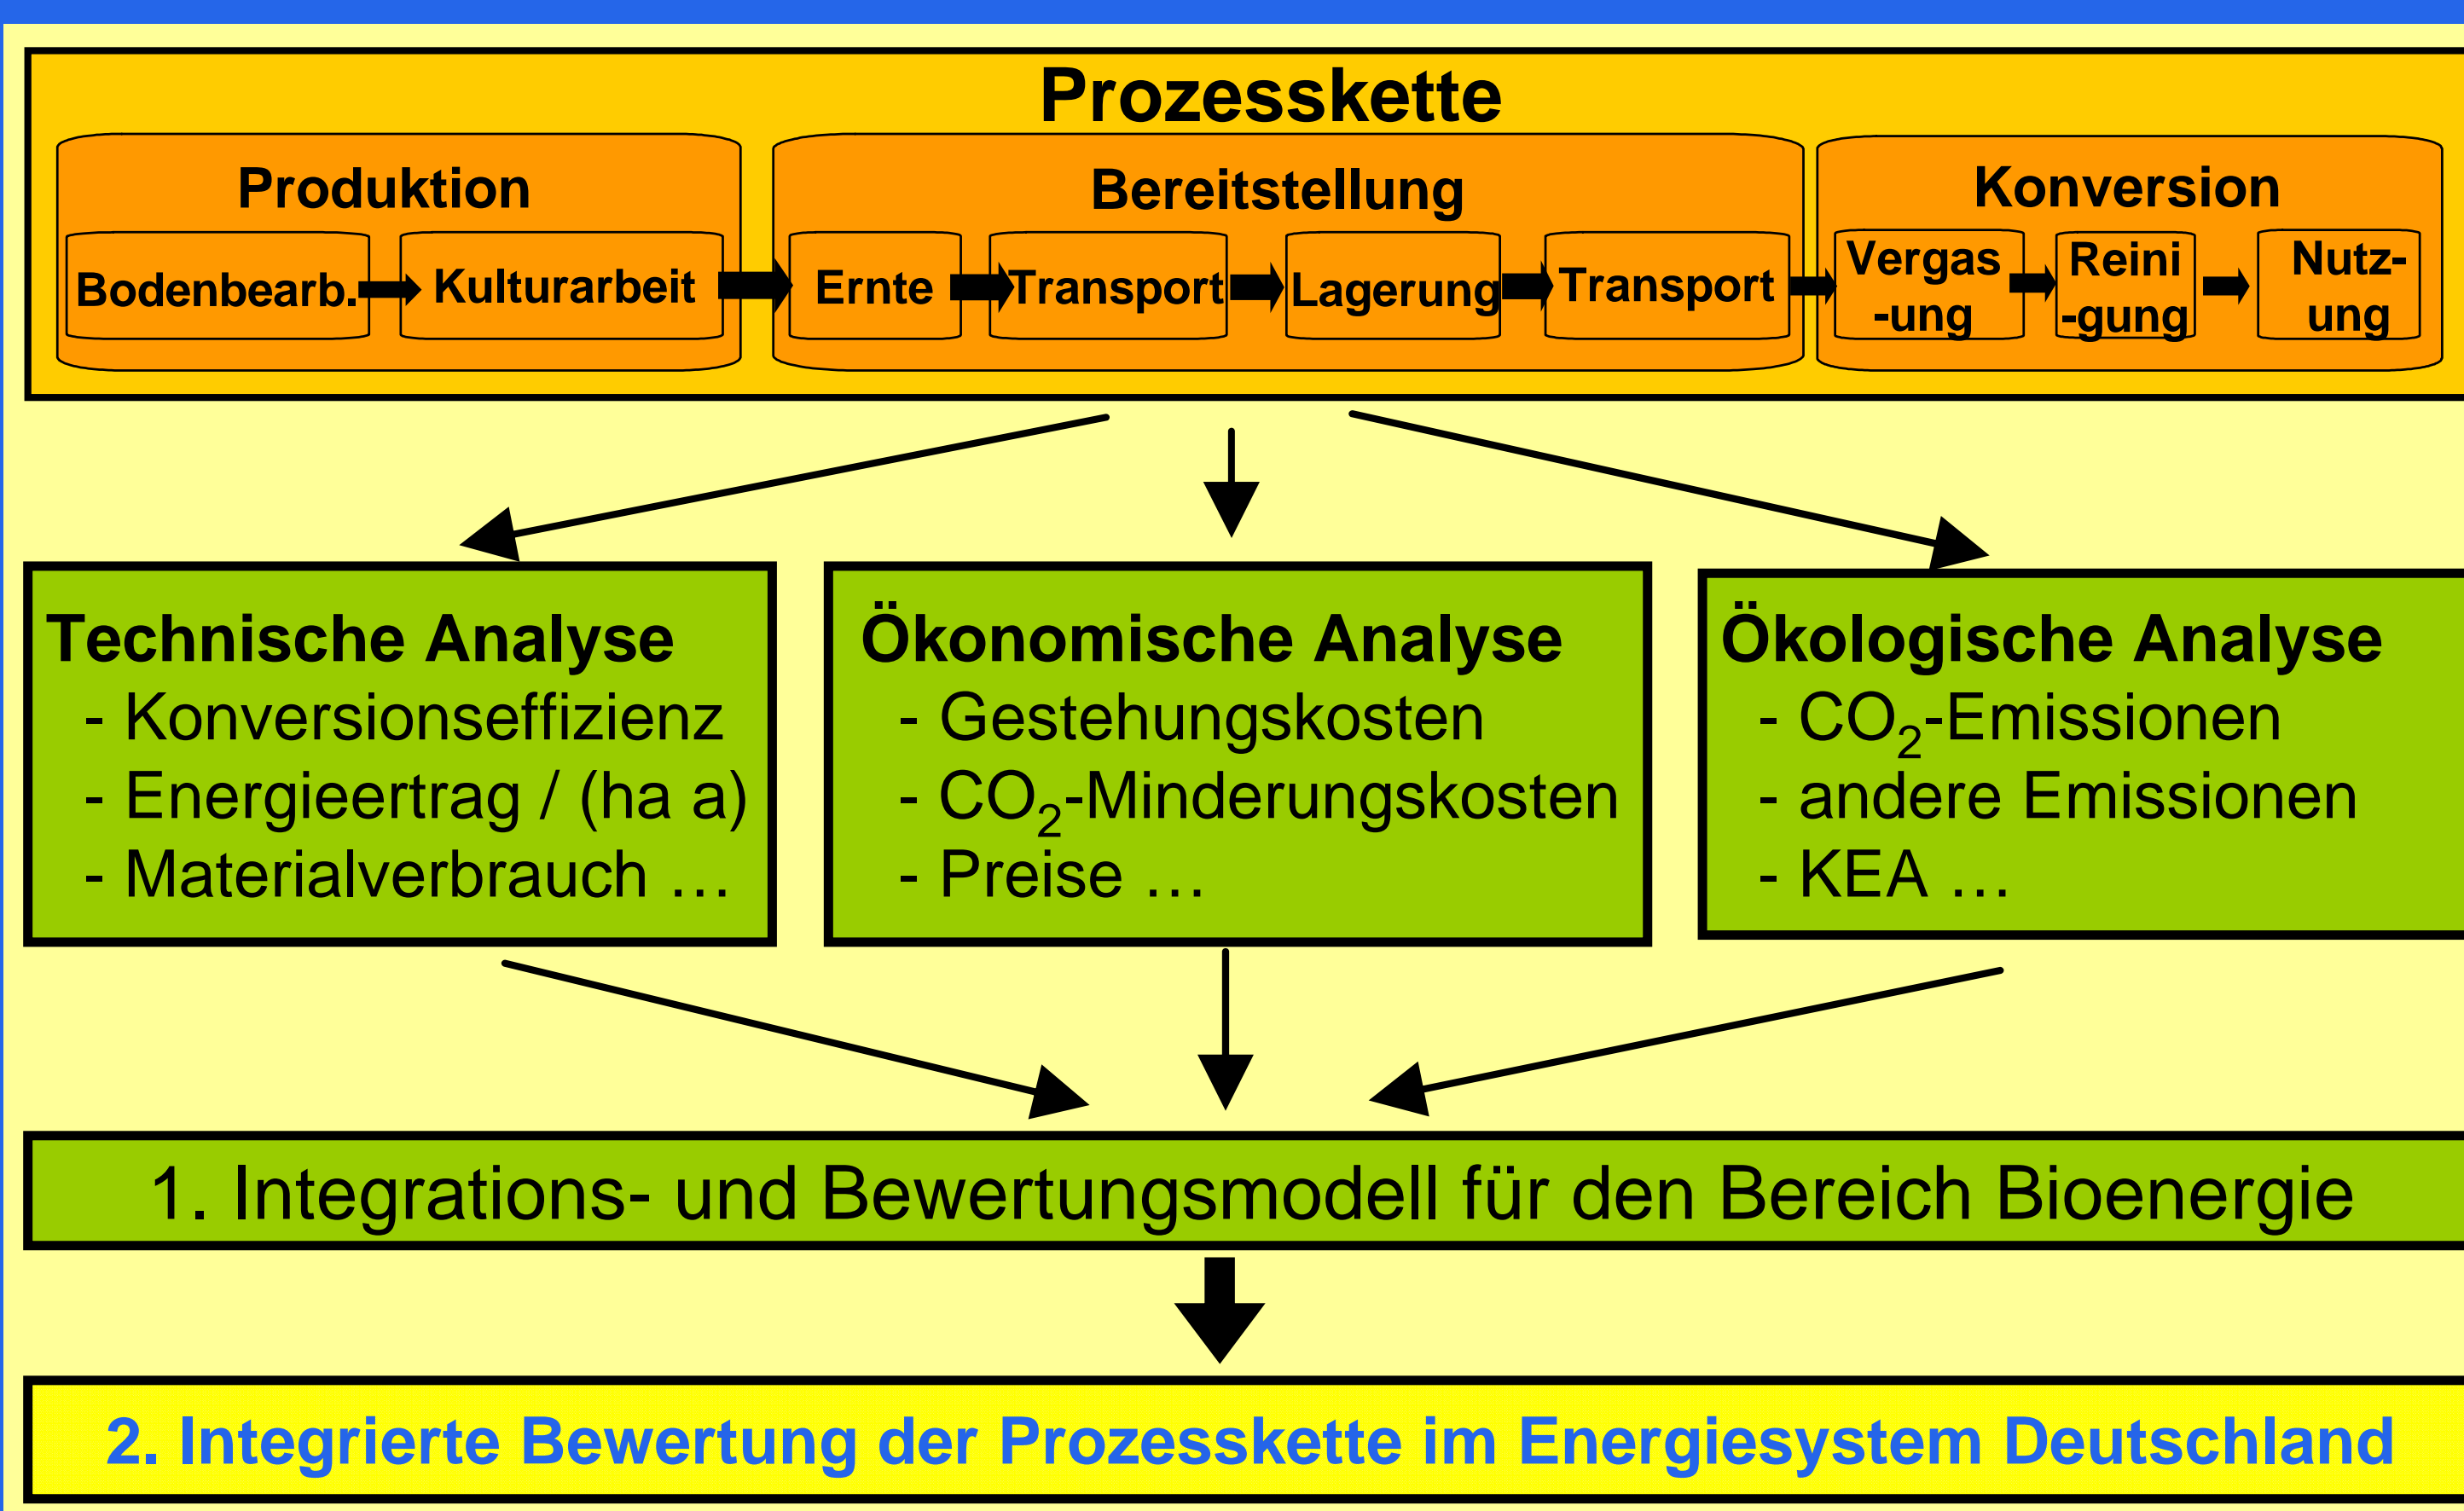 Prozesskette
Produktion
Bodenbearb.
Kulturarbeit
Bereitstellung
Ernte
Transport
Lagerung
Transport
Konversion
Vergas
-ung
Reini
-gung
Nutz-
ung
Technische Analyse
- Konversionseffizienz
- Energieertrag / (ha a)
- Materialverbrauch …
Ökonomische Analyse
- Gestehungskosten
- CO₂-Minderungskosten
- Preise …
Ökologische Analyse
- CO₂-Emissionen
- andere Emissionen
- KEA …
1. Integrations- und Bewertungsmodell für den Bereich Bioenergie
2. Integrierte Bewertung der Prozesskette im Energiesystem Deutschland